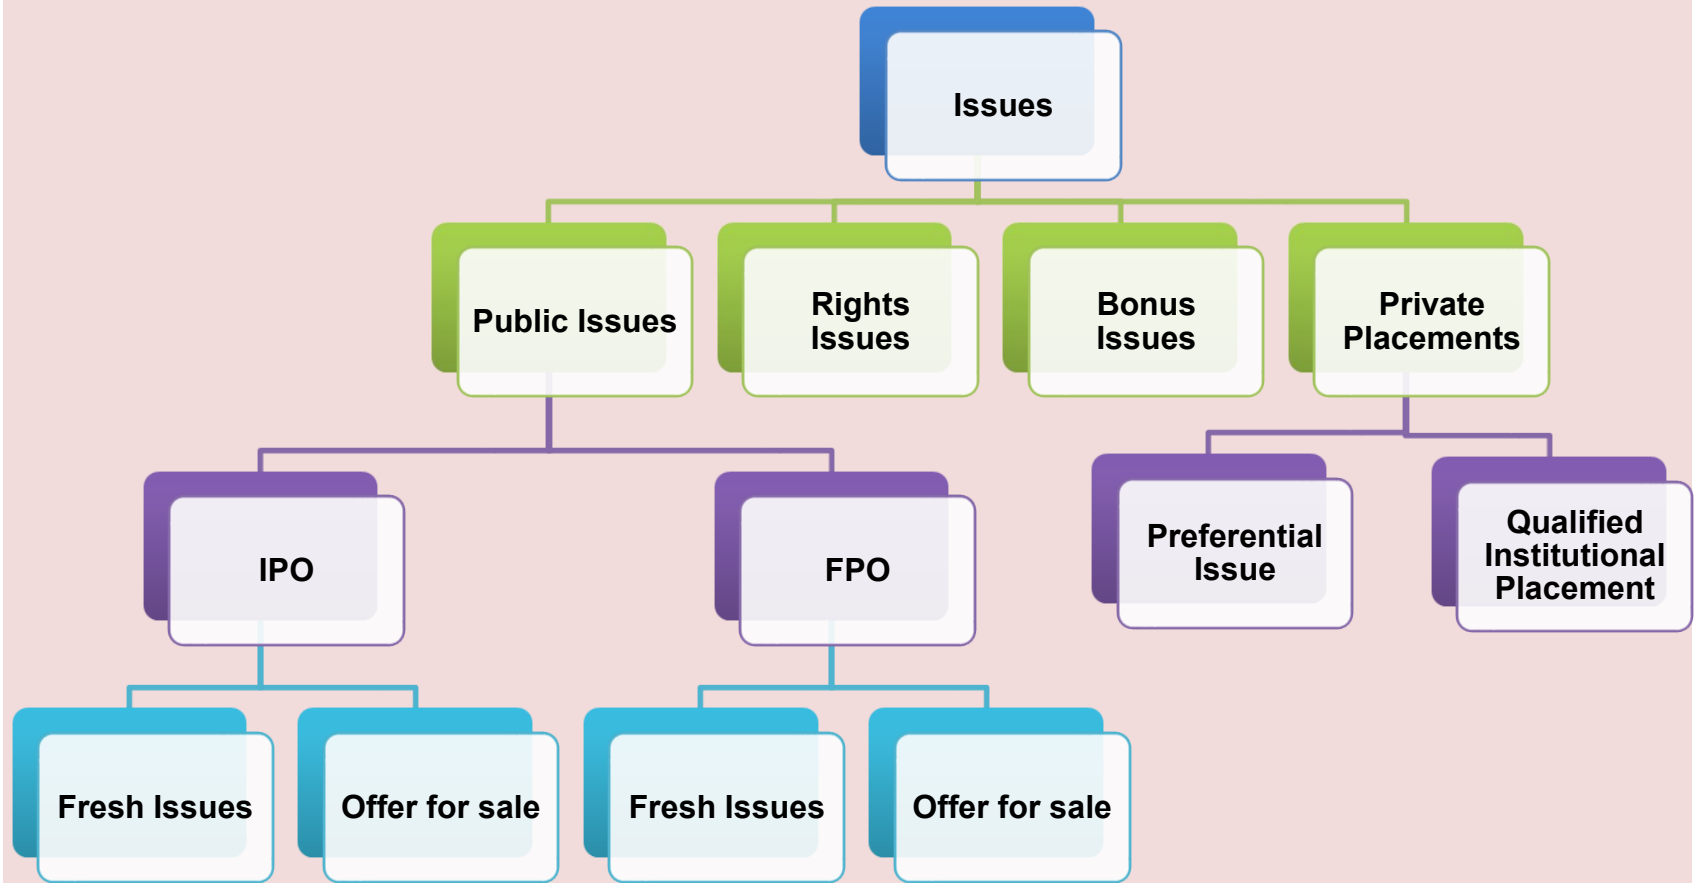 Issues
Public Issues
Rights
Issues
Bonus
Issues
Private
Placements
IPO
FPO
Preferential
Issue
Qualified
Institutional
Placement
Fresh Issues
Offer for sale
Fresh Issues
Offer for sale